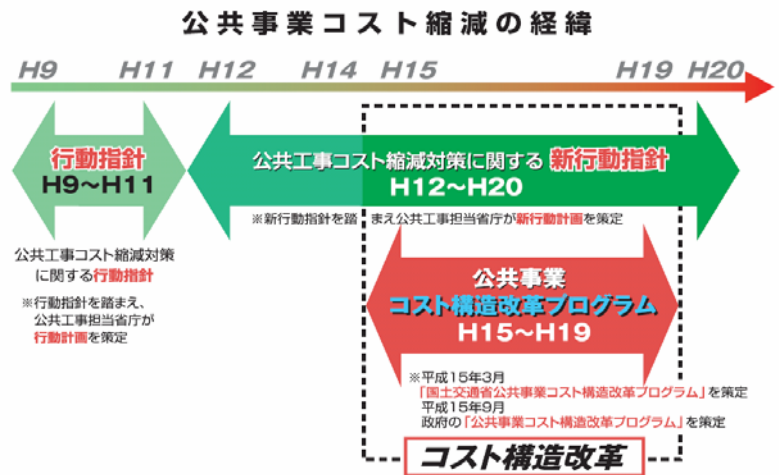 公共事業コスト縮減の経緯
H9 H11 H12 H14 H15 H19 H20
行動指針
H9～H11
公共工事コスト縮減対策に関する 新行動指針
H12～H20
※新行動指針を踏まえ公共工事担当省庁が新行動計画を策定
公共工事コスト縮減対策
に関する行動指針
※行動指針を踏まえ、
公共工事担当省庁が
行動計画を策定
公共事業
コスト構造改革プログラム
H15～H19
※平成15年3月
「国土交通省公共事業コスト構造改革プログラム」を策定
平成15年9月
政府の「公共事業コスト構造改革プログラム」を策定
コスト構造改革